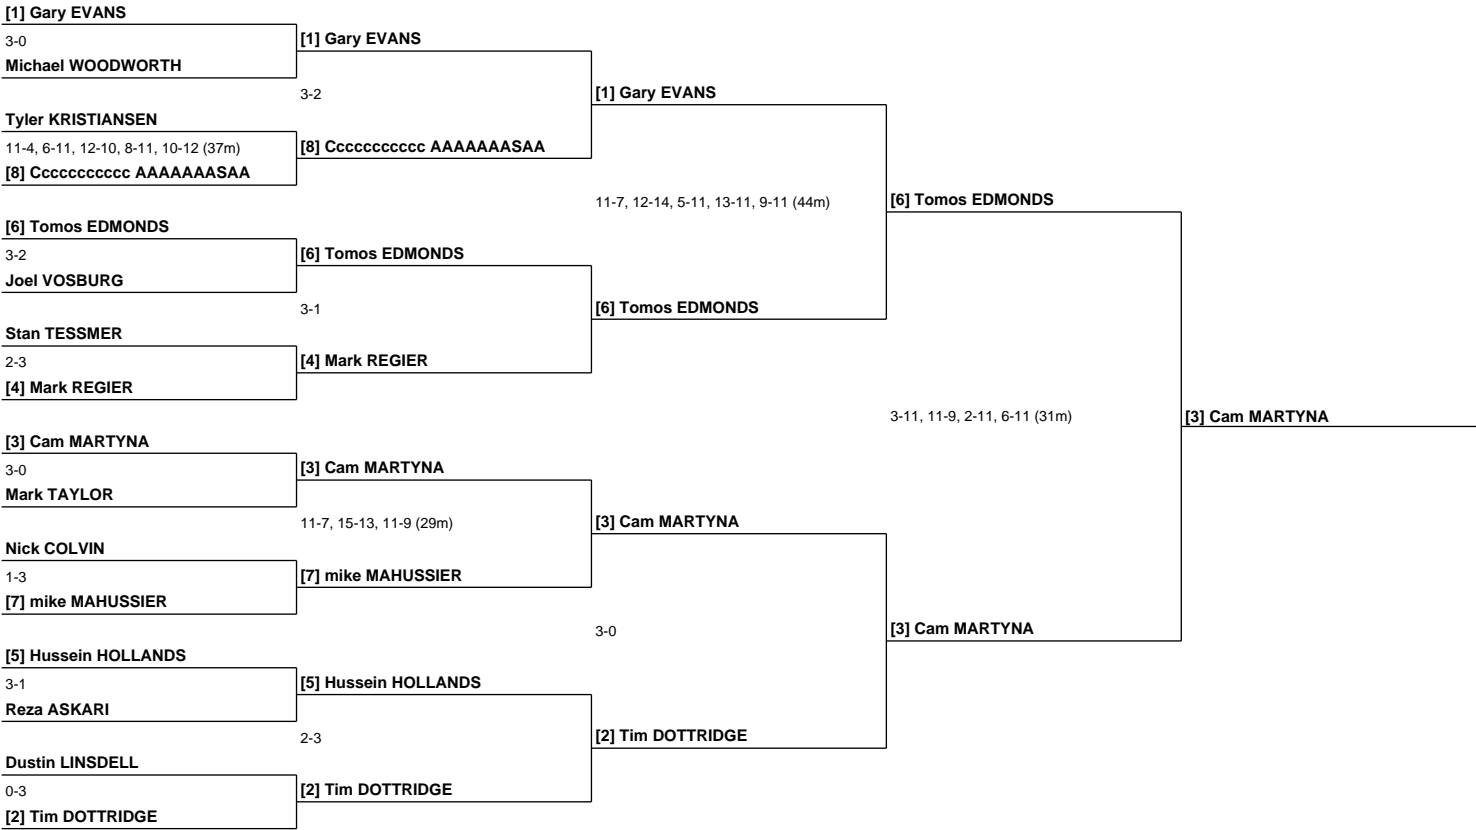 [1] Gary EVANS
3-0
Michael WOODWORTH
Tyler KRISTIANSEN
11-4, 6-11, 12-10, 8-11, 10-12 (37m)
[8] Ccccccccccc AAAAAAASAA
[6] Tomos EDMONDS
3-2
Joel VOSBURG
Stan TESSMER
2-3
[4] Mark REGIER
[3] Cam MARTYNA
3-0
Mark TAYLOR
Nick COLVIN
1-3
[7] mike MAHUSSIER
[5] Hussein HOLLANDS
3-1
Reza ASKARI
Dustin LINSDELL
0-3
[2] Tim DOTTRIDGE
[1] Gary EVANS
3-2
[8] Ccccccccccc AAAAAAASAA
[6] Tomos EDMONDS
3-1
[4] Mark REGIER
[3] Cam MARTYNA
11-7, 15-13, 11-9 (29m)
[7] mike MAHUSSIER
[5] Hussein HOLLANDS
2-3
[2] Tim DOTTRIDGE
[1] Gary EVANS
11-7, 12-14, 5-11, 13-11, 9-11 (44m)
[6] Tomos EDMONDS
[3] Cam MARTYNA
3-0
[2] Tim DOTTRIDGE
[6] Tomos EDMONDS
3-11, 11-9, 2-11, 6-11 (31m)
[3] Cam MARTYNA
[3] Cam MARTYNA